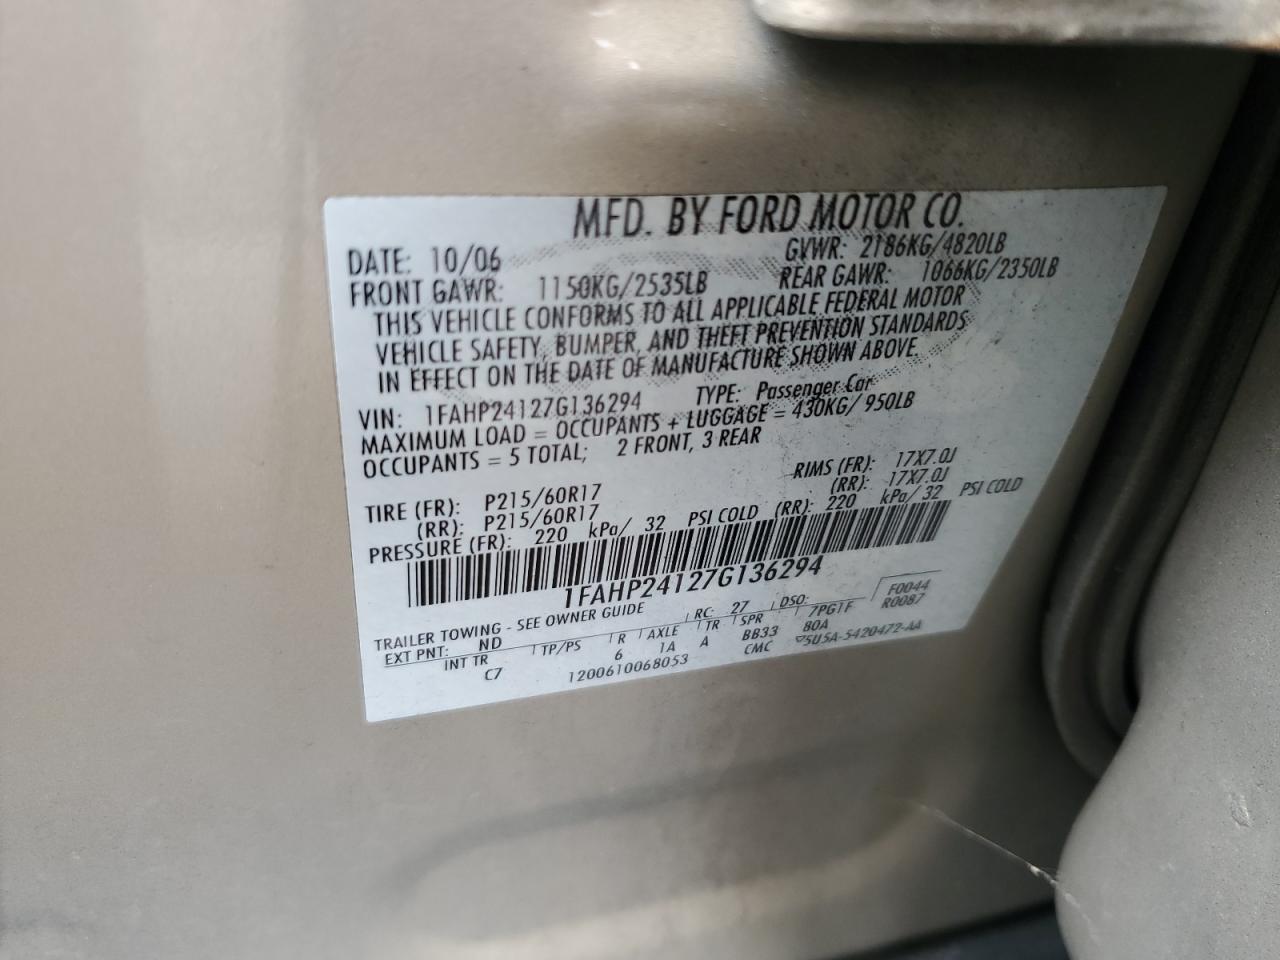 MFD. BY FORD MOTOR CO.
DATE: 10/06 GVWR: 2186KG/4820LB
FRONT GAWR: 1150KG/2535LB REAR GAWR: 1066KG/2350LB
THIS VEHICLE CONFORMS TO ALL APPLICABLE FEDERAL MOTOR
VEHICLE SAFETY, BUMPER, AND THEFT PREVENTION STANDARDS
IN EFFECT ON THE DATE OF MANUFACTURE SHOWN ABOVE.
VIN: 1FAHP24127G136294 TYPE: Passenger Car
MAXIMUM LOAD = OCCUPANTS + LUGGAGE = 430KG/ 950LB
OCCUPANTS = 5 TOTAL; 2 FRONT, 3 REAR
TIRE (FR): P215/60R17 RIMS (FR): 17X7.0J
(RR): P215/60R17 (RR): 17X7.0J
PRESSURE (FR): 220 kPa/ 32 PSI COLD (RR): 220 kPa/ 32 PSI COLD
1FAHP24127G136294
TRAILER TOWING - SEE OWNER GUIDE RC: 27 DSO: F0044
EXT PNT: ND TP/PS R AXLE TR SPR 7PG1F R0087
INT TR 6 1A A BB33 80A
C7 1200610068053 CMC 5U5A-5420472-AA